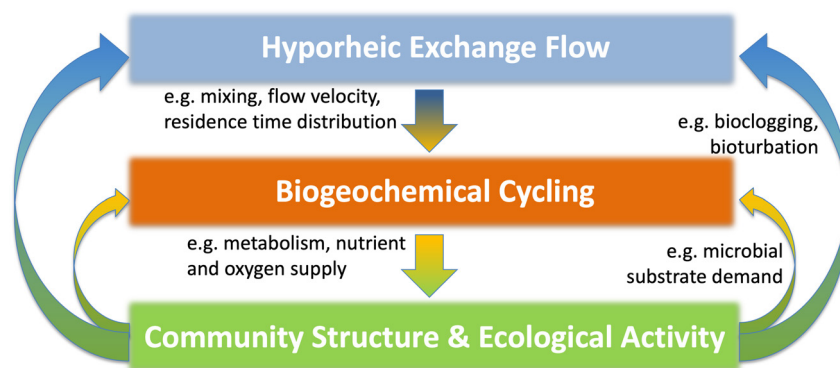 Hyporheic Exchange Flow
e.g. mixing, flow velocity,
residence time distribution
e.g. bioclogging,
bioturbation
Biogeochemical Cycling
e.g. metabolism, nutrient
and oxygen supply
e.g. microbial
substrate demand
Community Structure & Ecological Activity